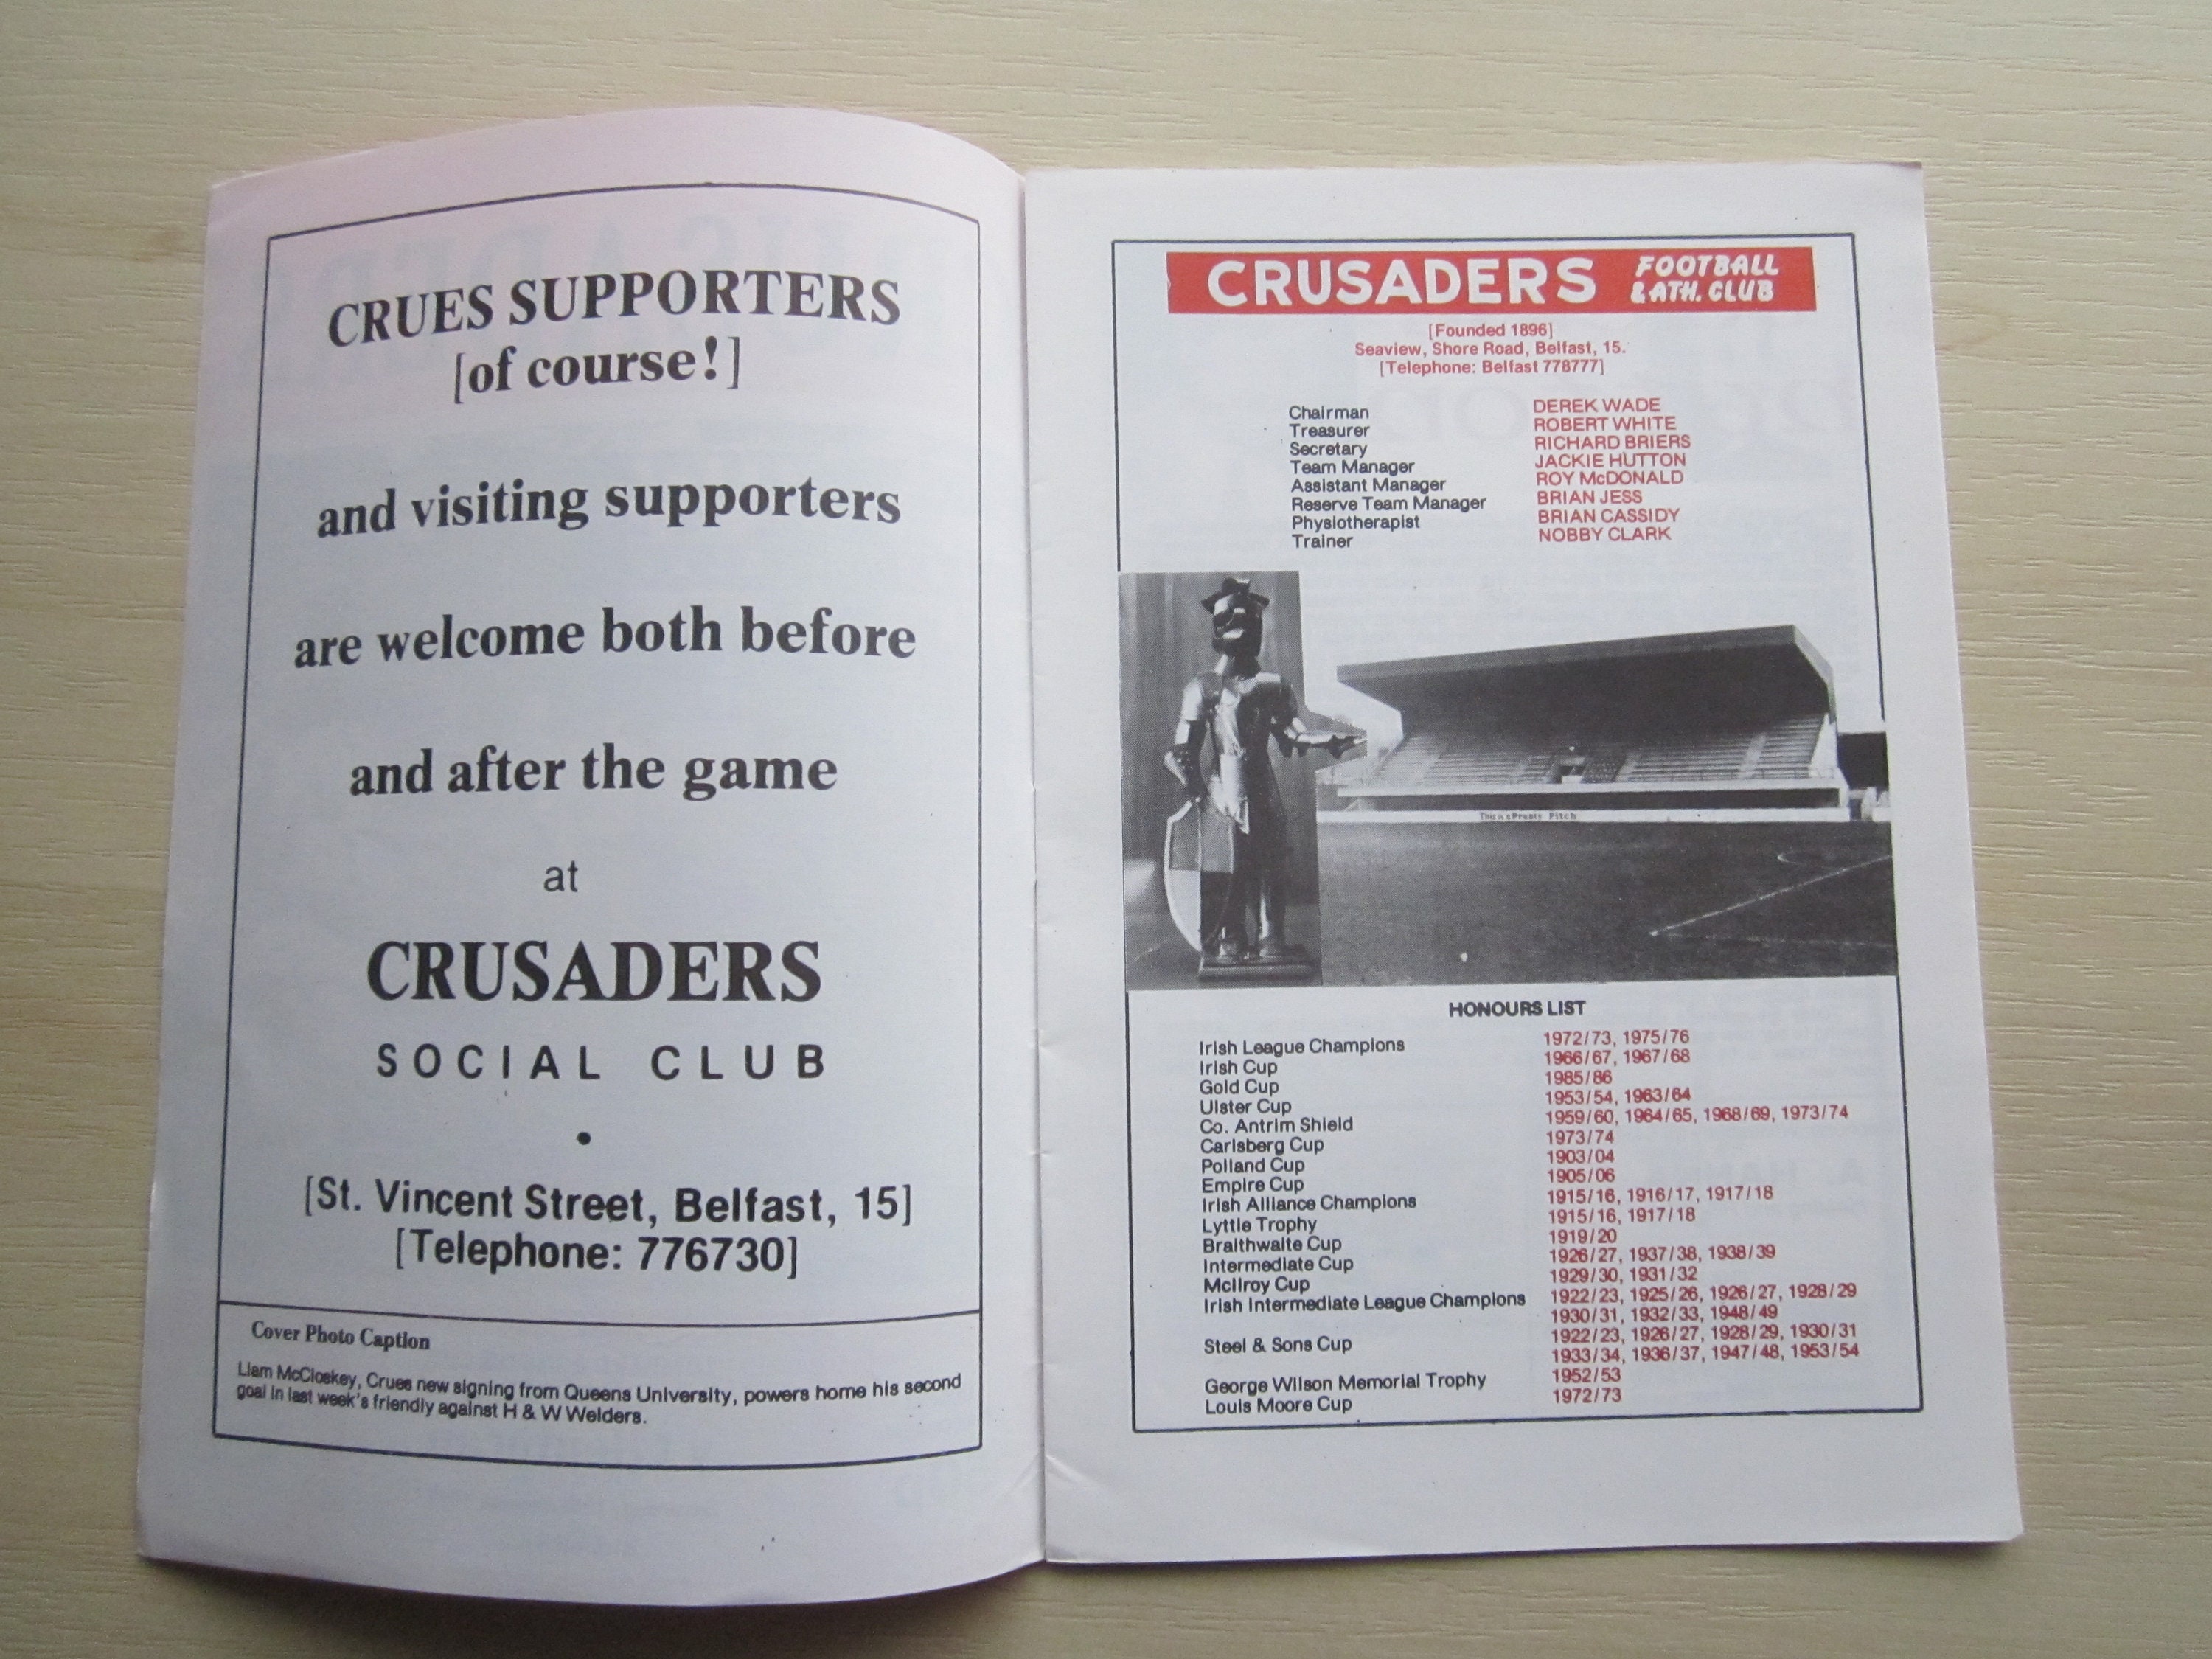 CRUES SUPPORTERS
[of course!]
and visiting supporters
are welcome both before
and after the game
at
CRUSADERS
SOCIAL CLUB
•
[St. Vincent Street, Belfast, 15]
[Telephone: 776730]
Cover Photo Caption
Liam McCloskey, Crues new signing from Queens University, powers home his second
goal in last week's friendly against H & W Welders.
CRUSADERS FOOTBALL
& ATH. CLUB
[Founded 1896]
Seaview, Shore Road, Belfast, 15.
[Telephone: Belfast 778777]
Chairman DEREK WADE
Treasurer ROBERT WHITE
Secretary RICHARD BRIERS
Team Manager JACKIE HUTTON
Assistant Manager ROY McDONALD
Reserve Team Manager BRIAN JESS
Physiotherapist BRIAN CASSIDY
Trainer NOBBY CLARK
This is a Prunty Pitch
HONOURS LIST
Irish League Champions 1972/73, 1975/76
Irish Cup 1966/67, 1967/68
Gold Cup 1985/86
Ulster Cup 1953/54, 1963/64
Co. Antrim Shield 1959/60, 1964/65, 1968/69, 1973/74
Carlsberg Cup 1973/74
Polland Cup 1903/04
Empire Cup 1905/06
Irish Alliance Champions 1915/16, 1916/17, 1917/18
Lyttle Trophy 1915/16, 1917/18
Braithwaite Cup 1919/20
Intermediate Cup 1926/27, 1937/38, 1938/39
McIlroy Cup 1929/30, 1931/32
Irish Intermediate League Champions 1922/23, 1925/26, 1926/27, 1928/29
1930/31, 1932/33, 1948/49
Steel & Sons Cup 1922/23, 1926/27, 1928/29, 1930/31
1933/34, 1936/37, 1947/48, 1953/54
George Wilson Memorial Trophy 1952/53
Louis Moore Cup 1972/73